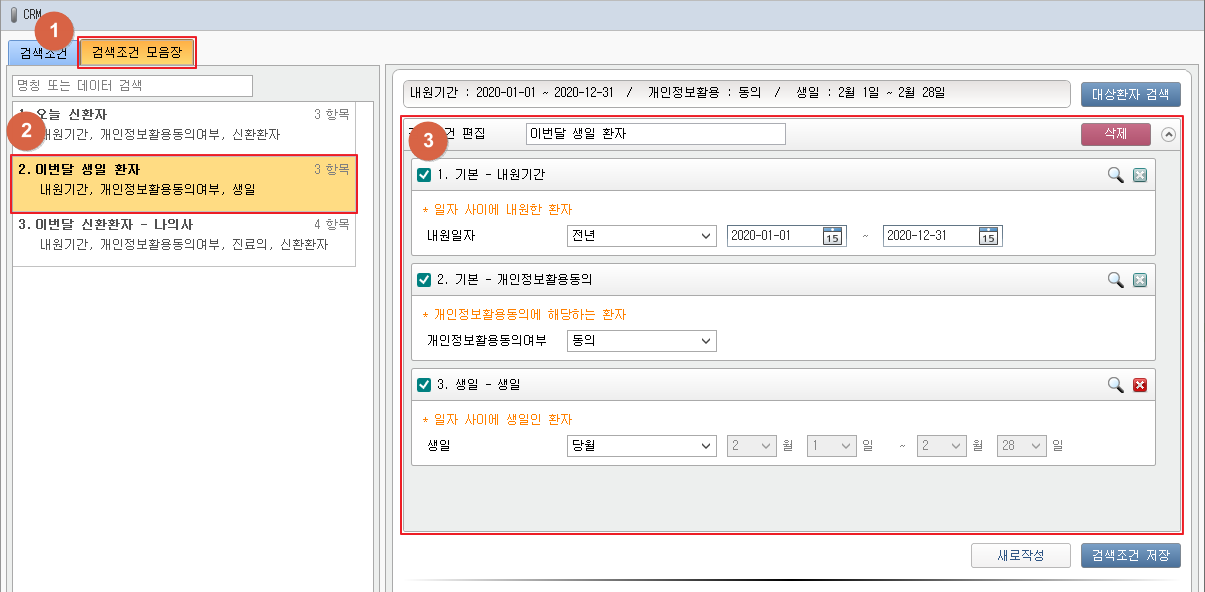 CRM
1
검색조건 검색조건 모음장
명칭 또는 데이터 검색
내원기간 : 2020-01-01 ~ 2020-12-31 / 개인정보활용 : 동의 / 생일 : 2월 1일 ~ 2월 28일 대상환자 검색
1. 오늘 신환자 3 항목
내원기간, 개인정보활용동의여부, 신환환자
2
2.이번달 생일 환자 3 항목
내원기간, 개인정보활용동의여부, 생일
3.이번달 신환환자 - 나의사 4 항목
내원기간, 개인정보활용동의여부, 진료의, 신환환자
3
건 편집 이번달 생일 환자 삭제
1. 기본 - 내원기간
* 일자 사이에 내원한 환자
내원일자 전년 2020-01-01 15 ~ 2020-12-31 15
2. 기본 - 개인정보활용동의
* 개인정보활용동의에 해당하는 환자
개인정보활용동의여부 동의
3. 생일 - 생일
* 일자 사이에 생일인 환자
생일 당월 2 월 1 일 ~ 2 월 28 일
새로작성 검색조건 저장